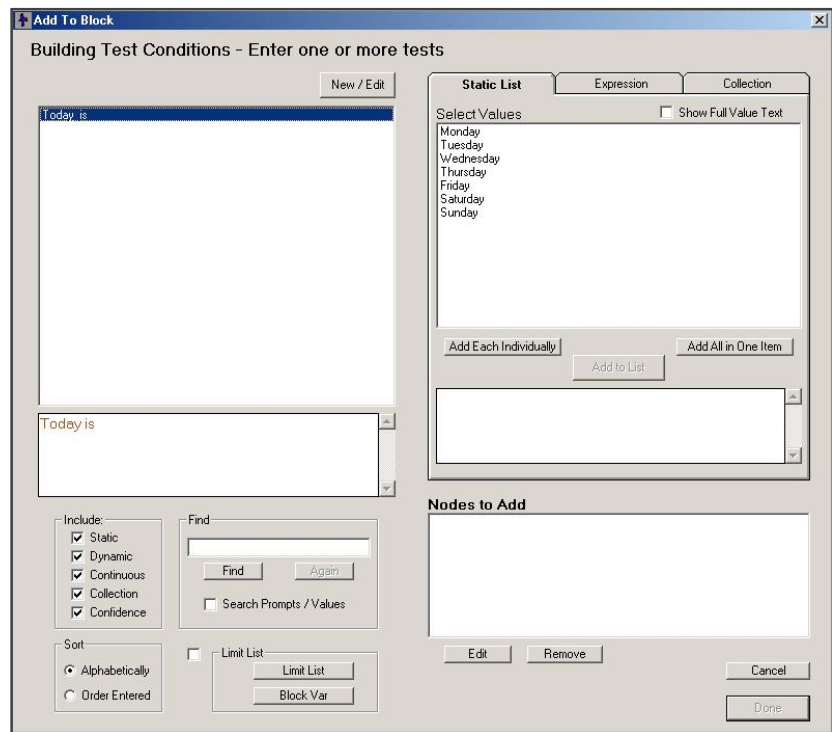 Add To Block
Building Test Conditions - Enter one or more tests
New / Edit
Today is
Today is
Include:
Static
Dynamic
Continuous
Collection
Confidence
Find
Find
Again
Search Prompts / Values
Sort
Alphabetically
Order Entered
Limit List
Limit List
Block Var
Static List
Expression
Collection
Select Values
Show Full Value Text
Monday
Tuesday
Wednesday
Thursday
Friday
Saturday
Sunday
Add Each Individually
Add All in One Item
Add to List
Nodes to Add
Edit
Remove
Cancel
Done